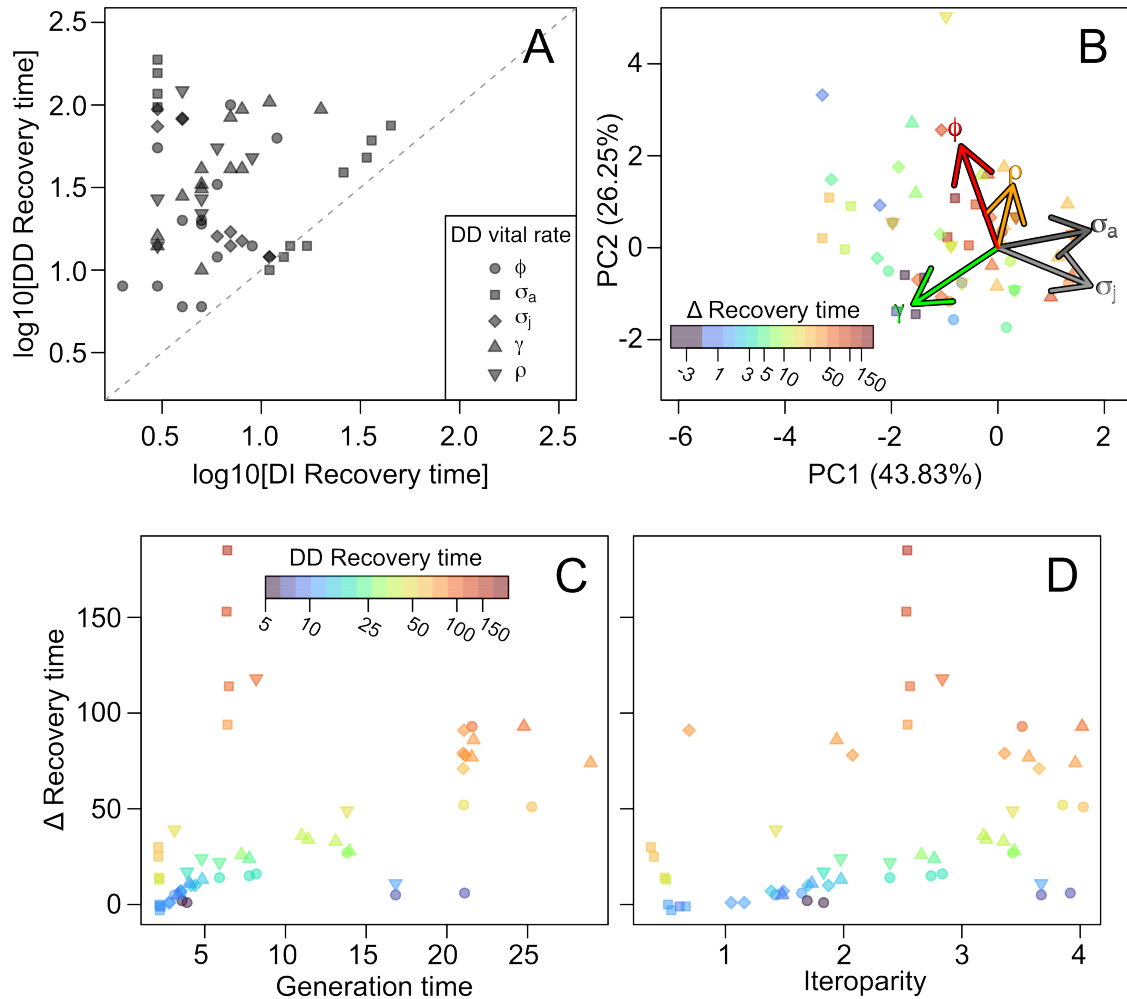 A
log10[DD Recovery time]
2.5
2.0
1.5
1.0
0.5
DD vital rate
ϕ
σa
σj
γ
ρ
0.5 1.0 1.5 2.0 2.5
log10[DI Recovery time]
B
PC2 (26.25%)
4
2
0
-2
ϕ
ρ
σa
σj
γ
Δ Recovery time
-3 1 3 5 10 50 150
-6 -4 -2 0 2
PC1 (43.83%)
C
Δ Recovery time
150
100
50
0
DD Recovery time
5 10 25 50 100 150
5 10 15 20 25
Generation time
D
1 2 3 4
Iteroparity